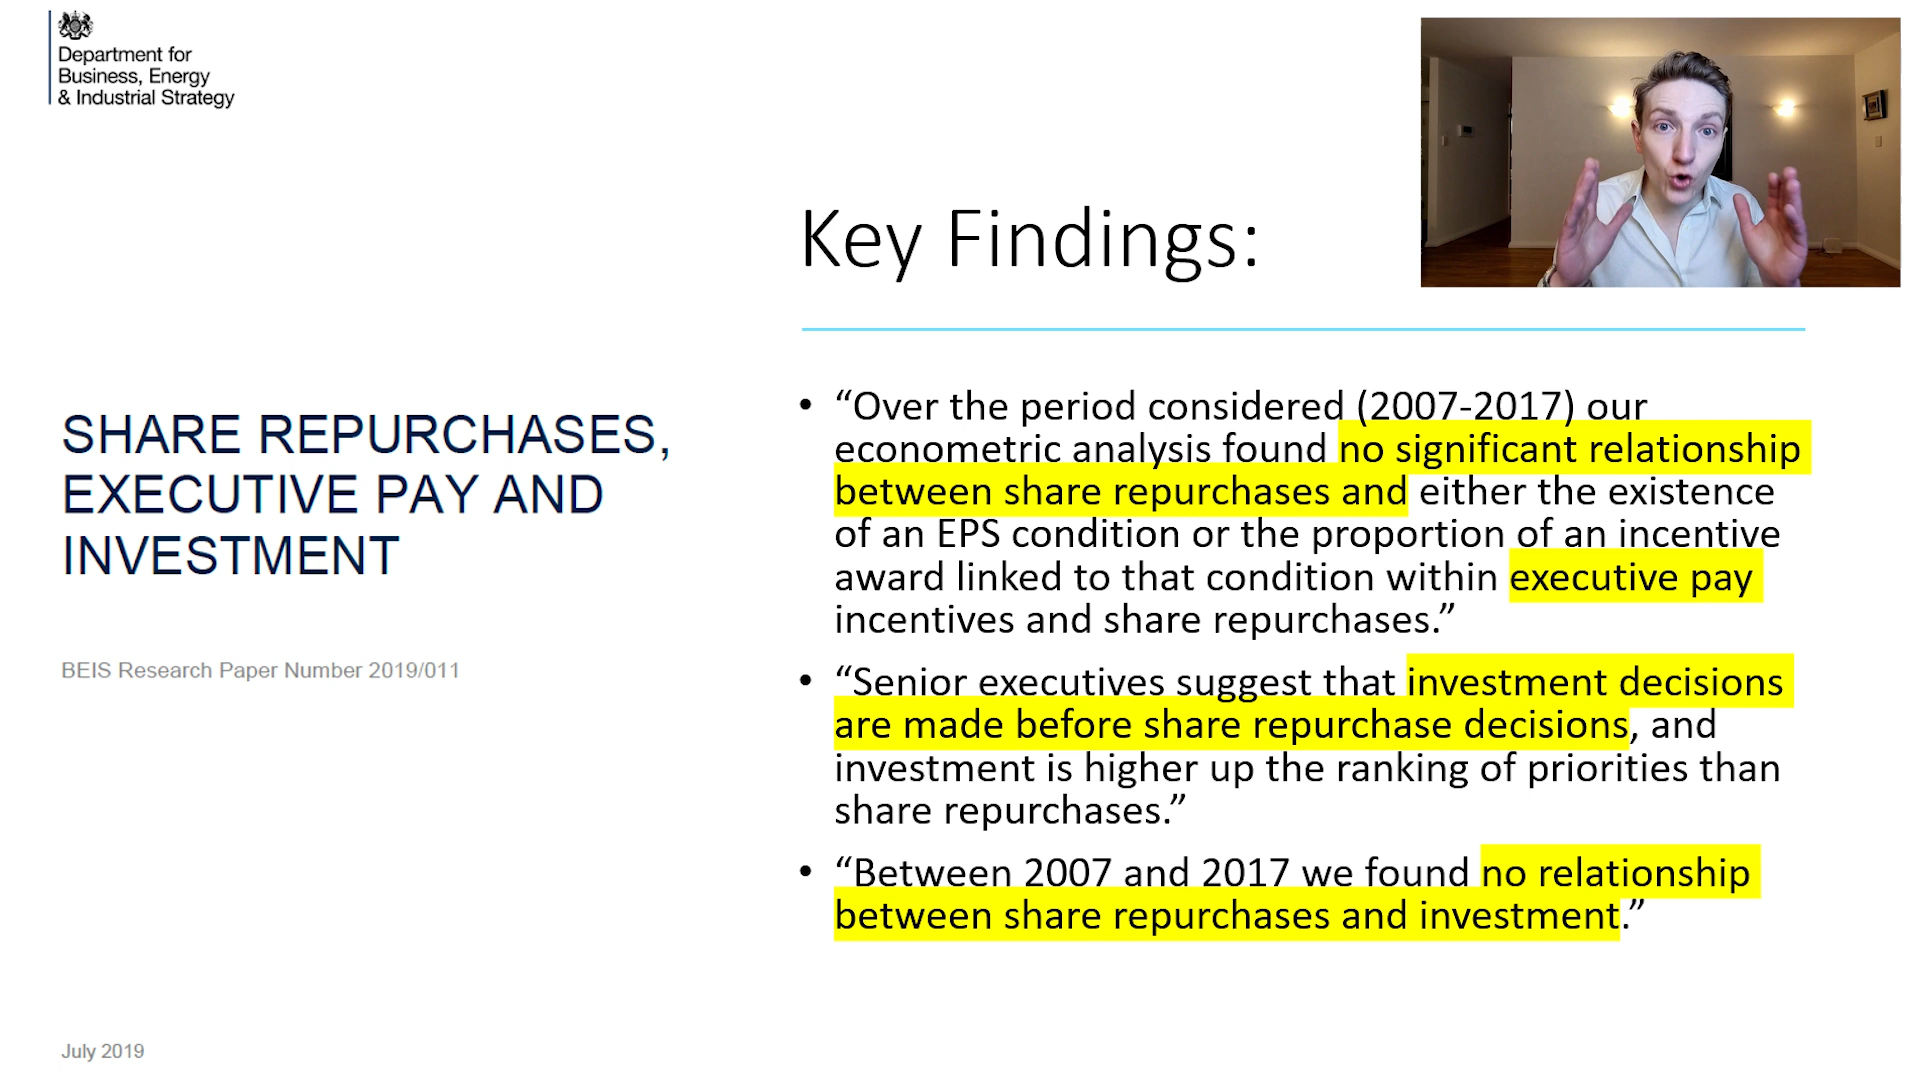 Department for
Business, Energy
& Industrial Strategy
SHARE REPURCHASES,
EXECUTIVE PAY AND
INVESTMENT
BEIS Research Paper Number 2019/011
July 2019
Key Findings:
• “Over the period considered (2007-2017) our
econometric analysis found no significant relationship
between share repurchases and either the existence
of an EPS condition or the proportion of an incentive
award linked to that condition within executive pay
incentives and share repurchases.”
• “Senior executives suggest that investment decisions
are made before share repurchase decisions, and
investment is higher up the ranking of priorities than
share repurchases.”
• “Between 2007 and 2017 we found no relationship
between share repurchases and investment.”